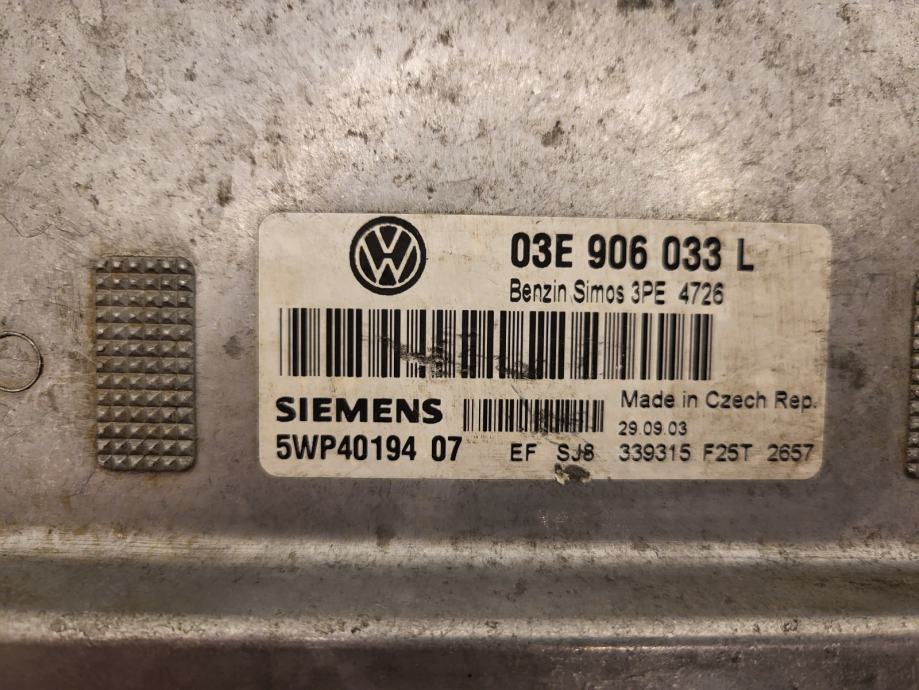 03E 906 033 L
Benzin Simos 3PE 4726
SIEMENS
Made in Czech Rep.
29.09.03
5WP40194 07
EF SJ8 339315 F25T 2657